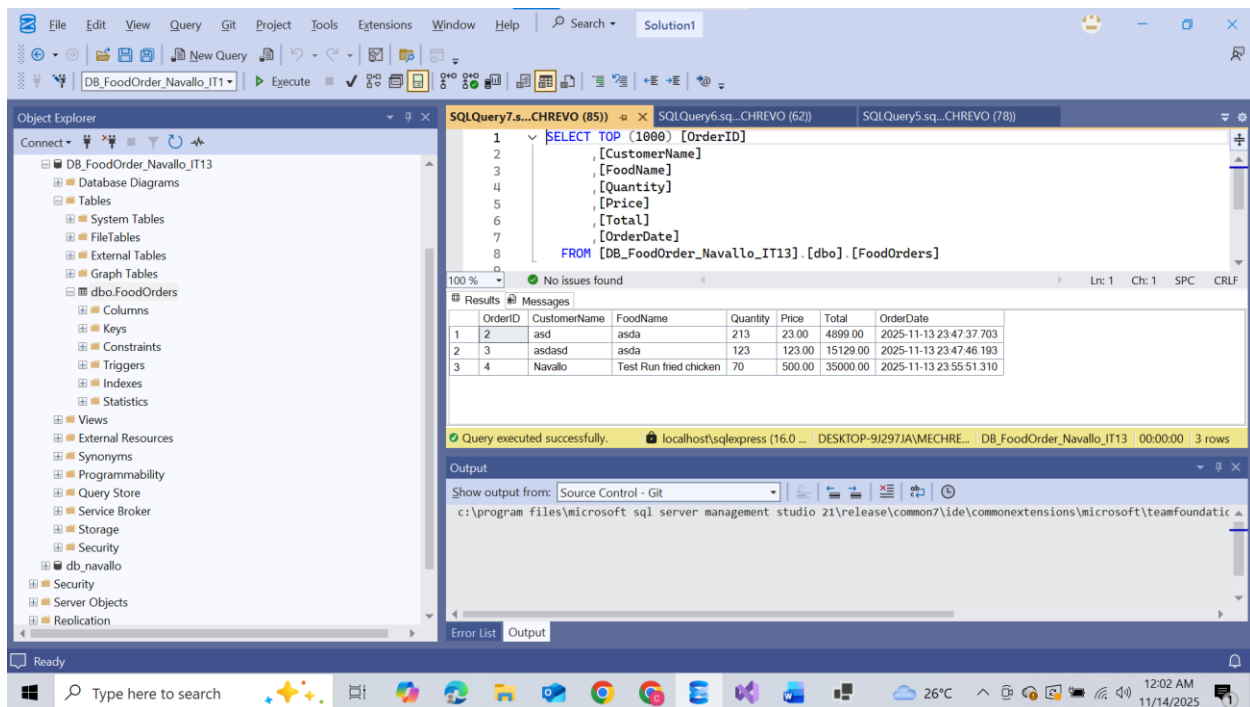 File Edit View Query Git Project Tools Extensions Window Help Search Solution1
New Query
DB_FoodOrder_Navallo_IT1 Execute
Object Explorer
Connect
DB_FoodOrder_Navallo_IT13
Database Diagrams
Tables
System Tables
FileTables
External Tables
Graph Tables
dbo.FoodOrders
Columns
Keys
Constraints
Triggers
Indexes
Statistics
Views
External Resources
Synonyms
Programmability
Query Store
Service Broker
Storage
Security
db_navallo
Security
Server Objects
Replication
SQLQuery7.s...CHREVO (85)) SQLQuery6.sq...CHREVO (62)) SQLQuery5.sq...CHREVO (78))
1 SELECT TOP (1000) [OrderID]
2 ,[CustomerName]
3 ,[FoodName]
4 ,[Quantity]
5 ,[Price]
6 ,[Total]
7 ,[OrderDate]
8 FROM [DB_FoodOrder_Navallo_IT13].[dbo].[FoodOrders]
100 % No issues found Ln: 1 Ch: 1 SPC CRLF
Results Messages
OrderID CustomerName FoodName Quantity Price Total OrderDate
1 2 asd asda 213 23.00 4899.00 2025-11-13 23:47:37.703
2 3 asdasd asda 123 123.00 15129.00 2025-11-13 23:47:46.193
3 4 Navallo Test Run fried chicken 70 500.00 35000.00 2025-11-13 23:55:51.310
Query executed successfully. localhost\sqlexpress (16.0 ... DESKTOP-9J297JA\MECHRE... DB_FoodOrder_Navallo_IT13 00:00:00 3 rows
Output
Show output from: Source Control - Git
c:\program files\microsoft sql server management studio 21\release\common7\ide\commonextensions\microsoft\teamfoundatic
Error List Output
Ready
Type here to search 26°C 12:02 AM
11/14/2025